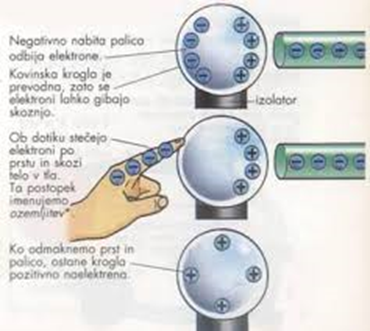 Negativno nabita palica
odbija elektrone.
Kovinska krogla je
prevodna, zato se
elektroni lahko gibajo
skoznjo.
izolator
Ob dotiku stečejo
elektroni po
prstu in skozi
telo v tla.
Ta postopek
imenujemo
ozemljitev*.
Ko odmaknemo prst in
palico, ostane krogla
pozitivno naelektrena.